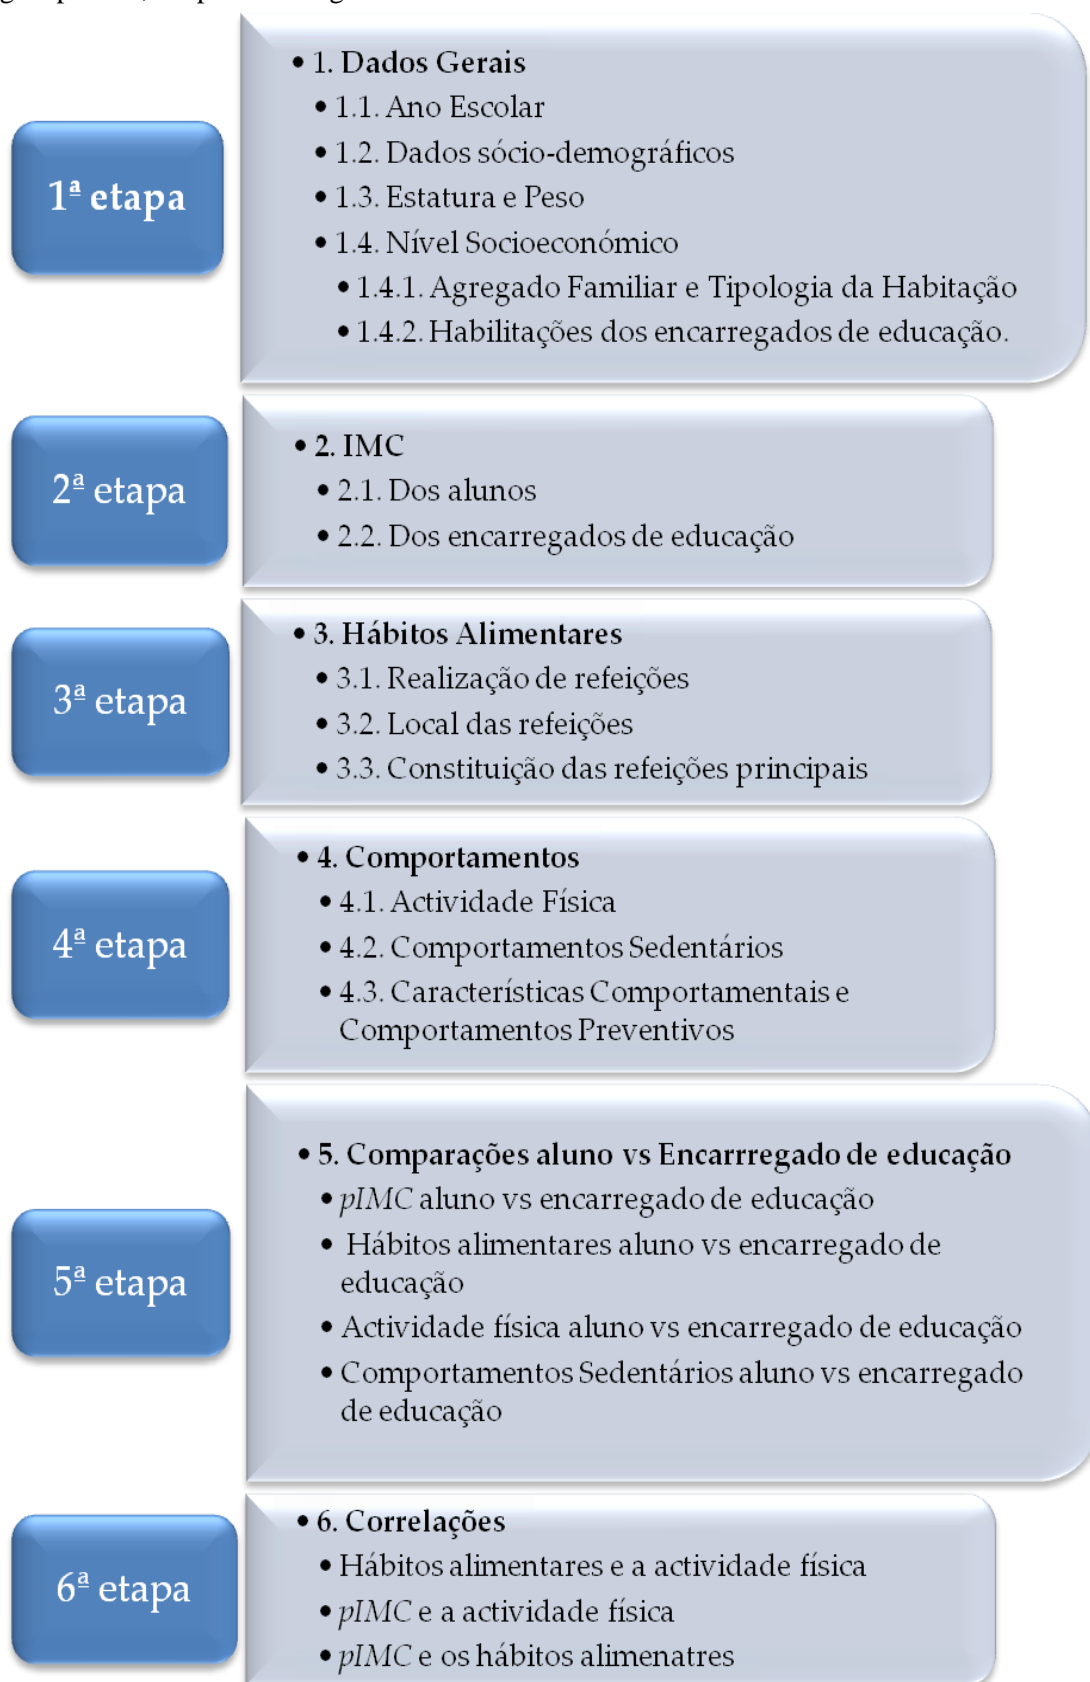 1ª etapa
• 1. Dados Gerais
• 1.1. Ano Escolar
• 1.2. Dados sócio-demográficos
• 1.3. Estatura e Peso
• 1.4. Nível Socioeconómico
• 1.4.1. Agregado Familiar e Tipologia da Habitação
• 1.4.2. Habilitações dos encarregados de educação.
2ª etapa
• 2. IMC
• 2.1. Dos alunos
• 2.2. Dos encarregados de educação
3ª etapa
• 3. Hábitos Alimentares
• 3.1. Realização de refeições
• 3.2. Local das refeições
• 3.3. Constituição das refeições principais
4ª etapa
• 4. Comportamentos
• 4.1. Actividade Física
• 4.2. Comportamentos Sedentários
• 4.3. Características Comportamentais e
Comportamentos Preventivos
5ª etapa
• 5. Comparações aluno vs Encarrregado de educação
• pIMC aluno vs encarregado de educação
• Hábitos alimentares aluno vs encarregado de
educação
• Actividade física aluno vs encarregado de educação
• Comportamentos Sedentários aluno vs encarregado
de educação
6ª etapa
• 6. Correlações
• Hábitos alimentares e a actividade física
• pIMC e a actividade física
• pIMC e os hábitos alimenatres